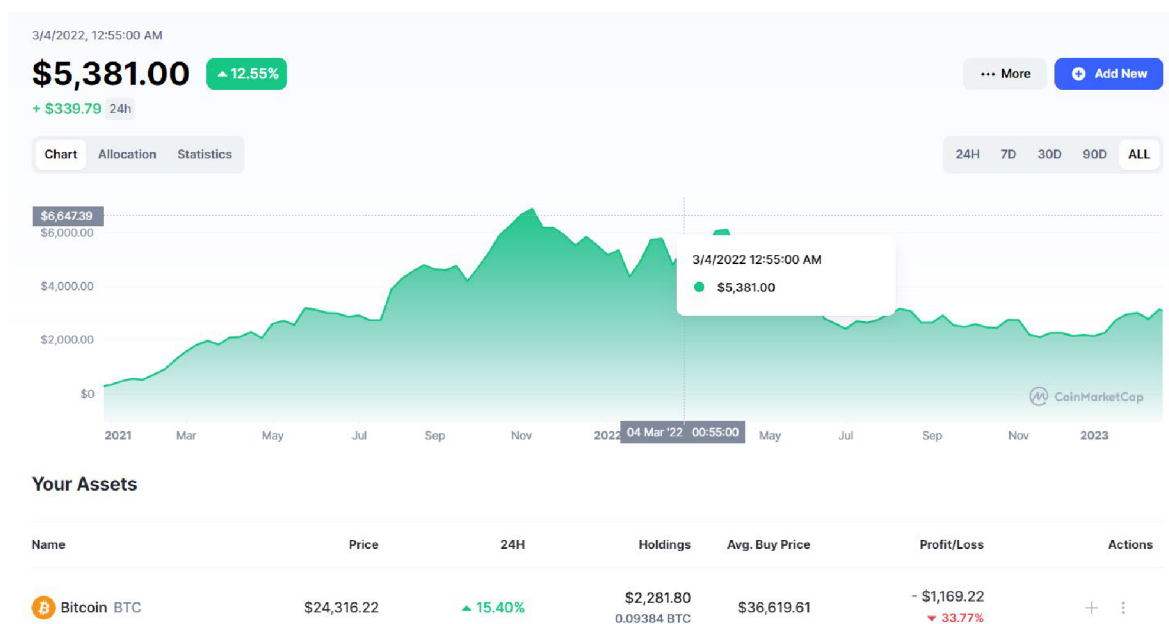 3/4/2022, 12:55:00 AM
$5,381.00 12.55%
+ $339.79 24h
More Add New
Chart Allocation Statistics
24H 7D 30D 90D ALL
$6,647.39
$6,000.00
$4,000.00
$2,000.00
$0
3/4/2022 12:55:00 AM
$5,381.00
CoinMarketCap
2021 Mar May Jul Sep Nov 2022 04 Mar '22 00:55:00 May Jul Sep Nov 2023
Your Assets
Name Price 24H Holdings Avg. Buy Price Profit/Loss Actions
Bitcoin BTC $24,316.22 15.40% $2,281.80 $36,619.61 - $1,169.22
0.09384 BTC 33.77%